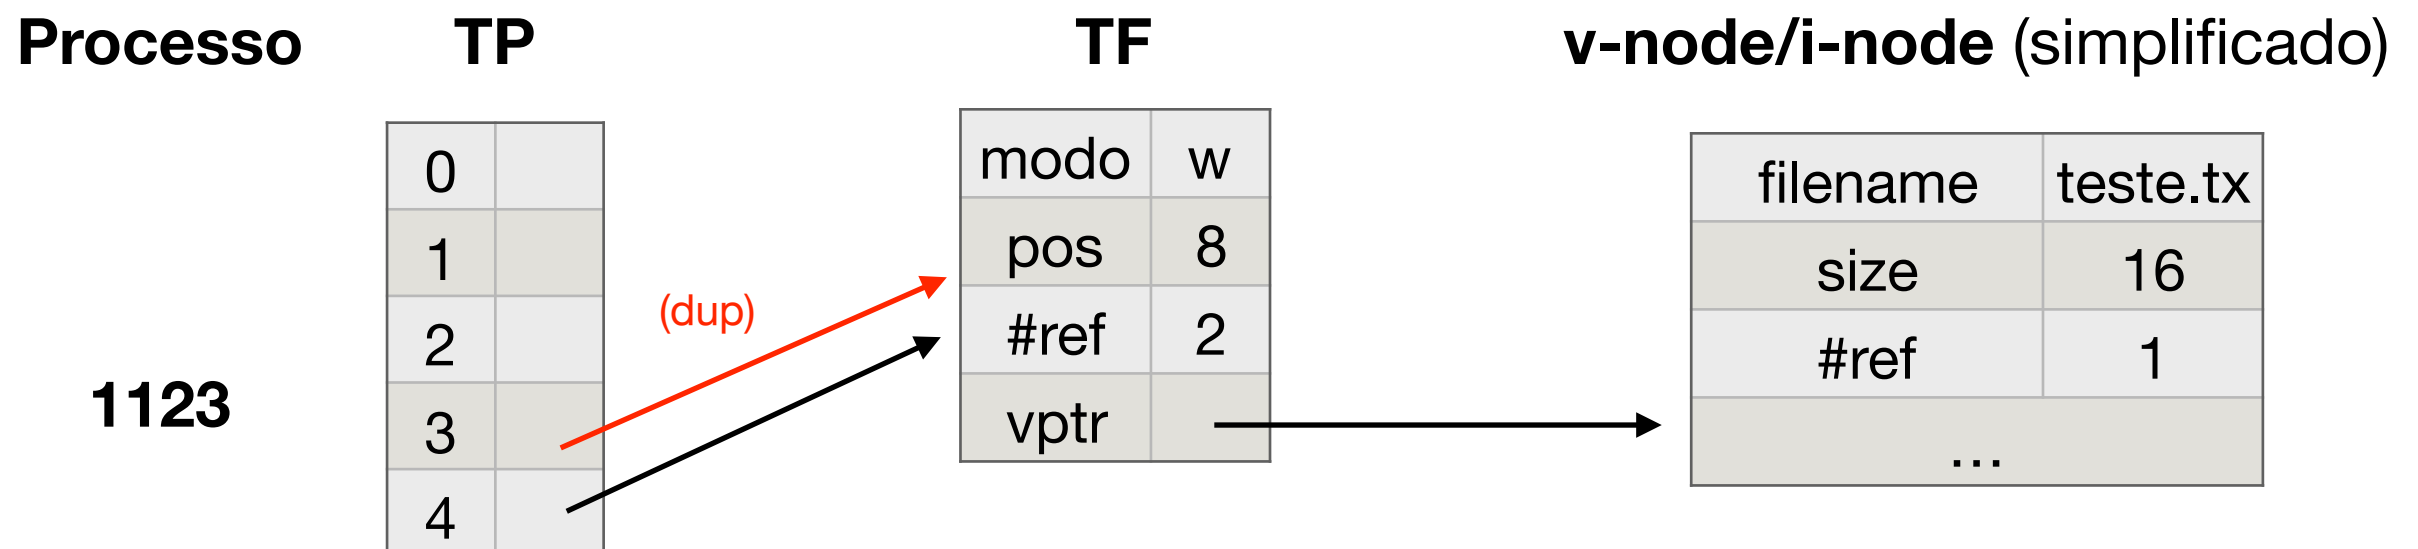 Processo TP TF v-node/i-node (simplificado)
0
1
2
3
4
1123
(dup)
modo w
pos 8
#ref 2
vptr
filename teste.tx
size 16
#ref 1
...